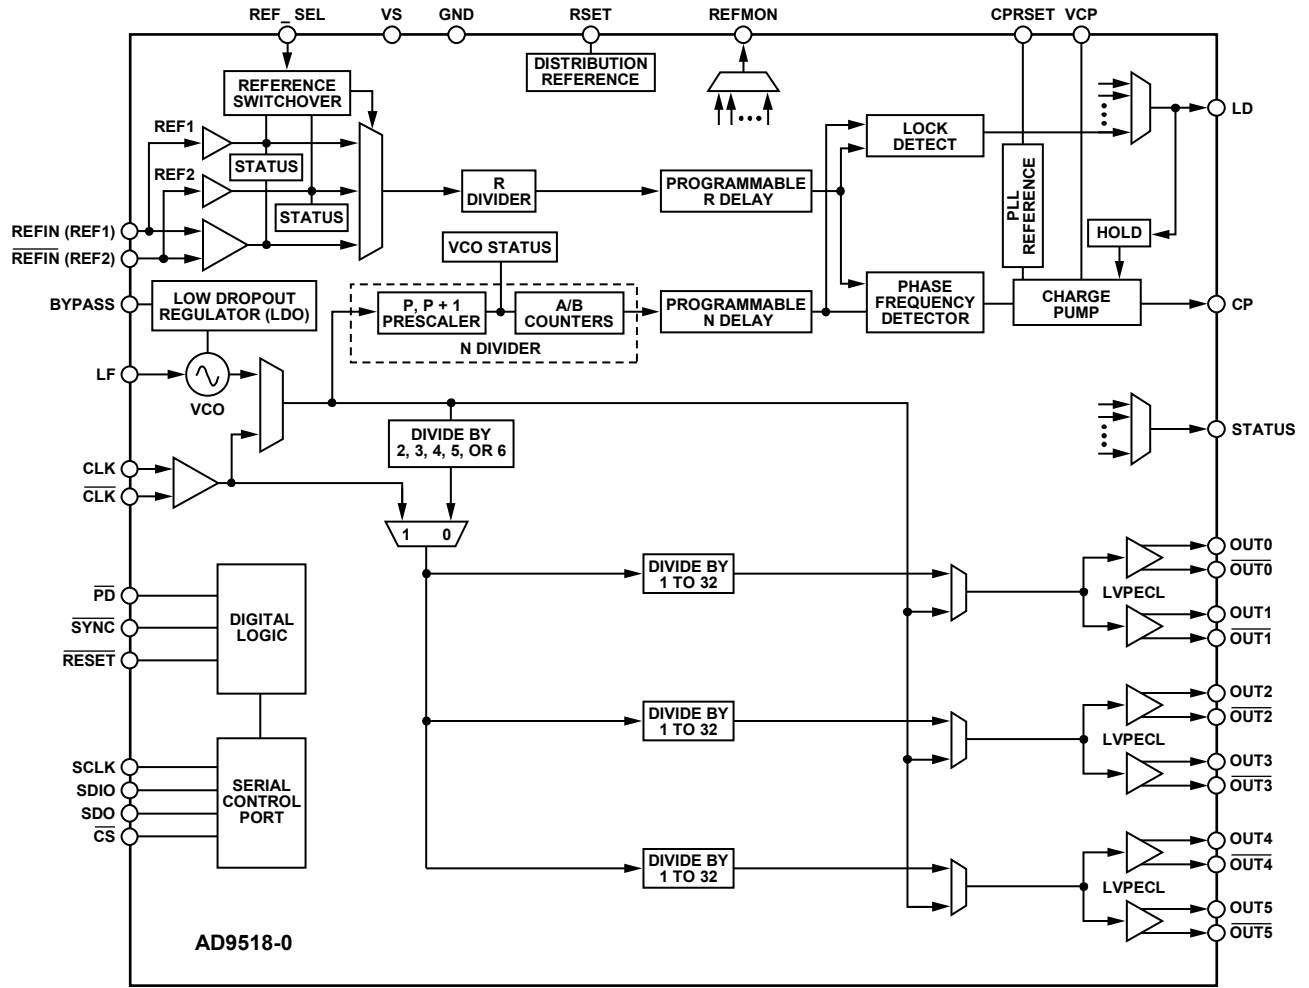 REF_ SEL
VS
GND
RSET
REFMON
CPRSET
VCP
DISTRIBUTION
REFERENCE
REFERENCE
SWITCHOVER
REF1
STATUS
REF2
STATUS
REFIN (REF1)
REFIN (REF2)
BYPASS
LOW DROPOUT
REGULATOR (LDO)
LF
VCO
CLK
CLK
R
DIVIDER
PROGRAMMABLE
R DELAY
VCO STATUS
P, P + 1
PRESCALER
A/B
COUNTERS
N DIVIDER
PROGRAMMABLE
N DELAY
LOCK
DETECT
PLL
REFERENCE
HOLD
PHASE
FREQUENCY
DETECTOR
CHARGE
PUMP
LD
CP
STATUS
DIVIDE BY
2, 3, 4, 5, OR 6
1 0
PD
SYNC
RESET
DIGITAL
LOGIC
SCLK
SDIO
SDO
CS
SERIAL
CONTROL
PORT
DIVIDE BY
1 TO 32
LVPECL
OUT0
OUT0
OUT1
OUT1
DIVIDE BY
1 TO 32
LVPECL
OUT2
OUT2
OUT3
OUT3
DIVIDE BY
1 TO 32
LVPECL
OUT4
OUT4
OUT5
OUT5
AD9518-0